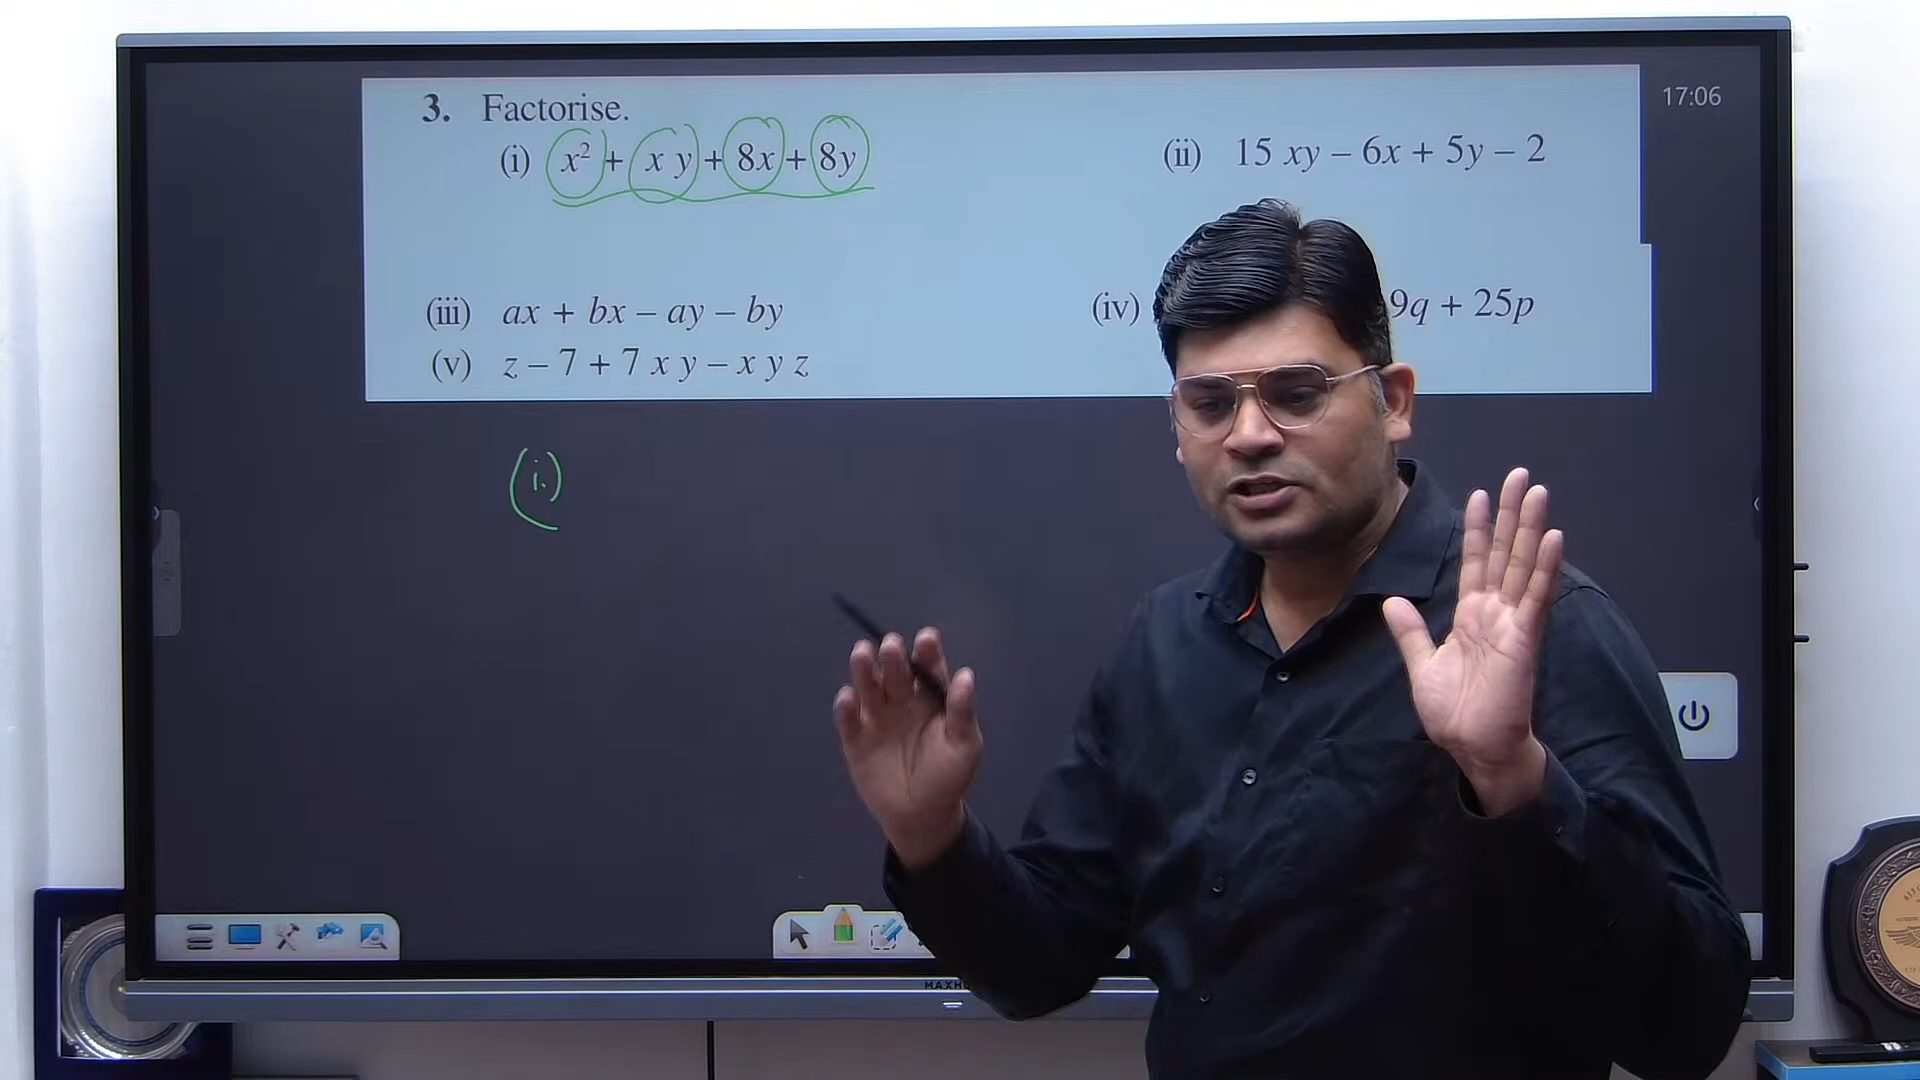 17:06
3. Factorise.
(i) x² + x y + 8x + 8y
(ii) 15 xy – 6x + 5y – 2
(iii) ax + bx – ay – by
(iv) 9q + 25p
(v) z – 7 + 7 x y – x y z
(i)